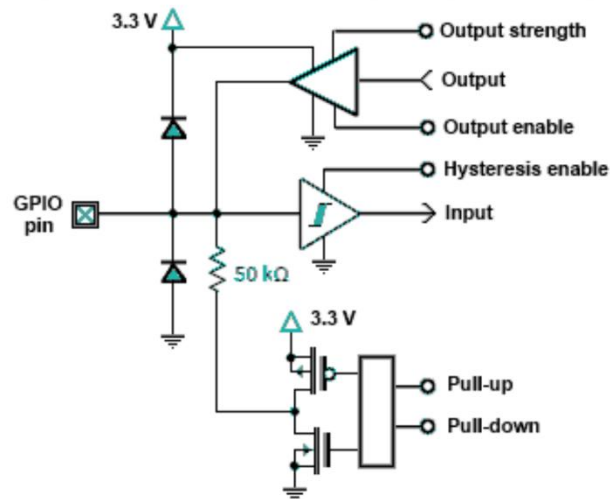 3.3 V
Output strength
Output
Output enable
Hysteresis enable
GPIO
pin
Input
50 kΩ
3.3 V
Pull-up
Pull-down